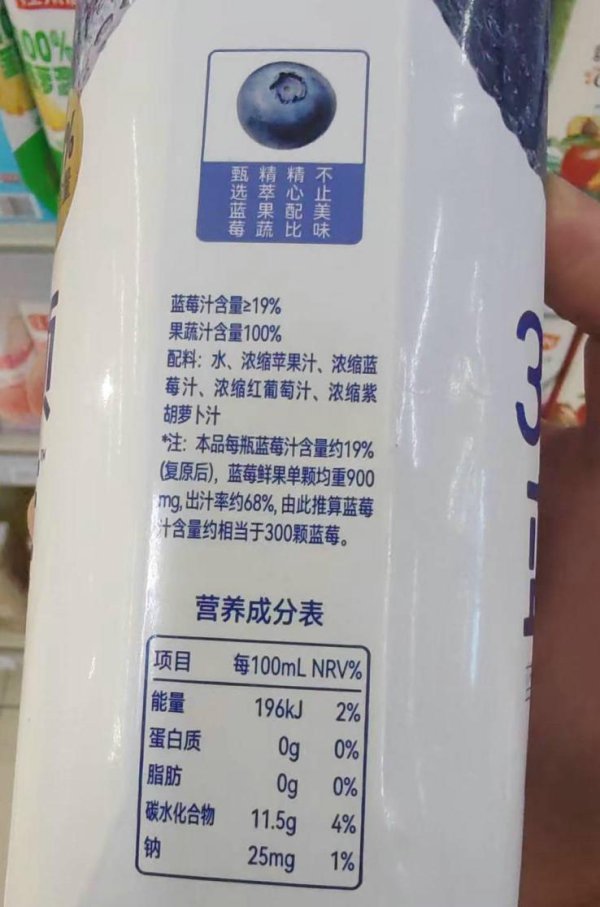 00%
%
不止美味
精心配比
精萃果蔬
甄选蓝莓
蓝莓汁含量≥19%
果蔬汁含量100%
配料：水、浓缩苹果汁、浓缩蓝
莓汁、浓缩红葡萄汁、浓缩紫
胡萝卜汁
*注：本品每瓶蓝莓汁含量约19%
(复原后)，蓝莓鲜果单颗均重900
mg, 出汁率约68%, 由此推算蓝莓
汁含量约相当于300颗蓝莓。
营养成分表
项目 每100mL NRV%
能量 196kJ 2%
蛋白质 0g 0%
脂肪 0g 0%
碳水化合物 11.5g 4%
钠 25mg 1%